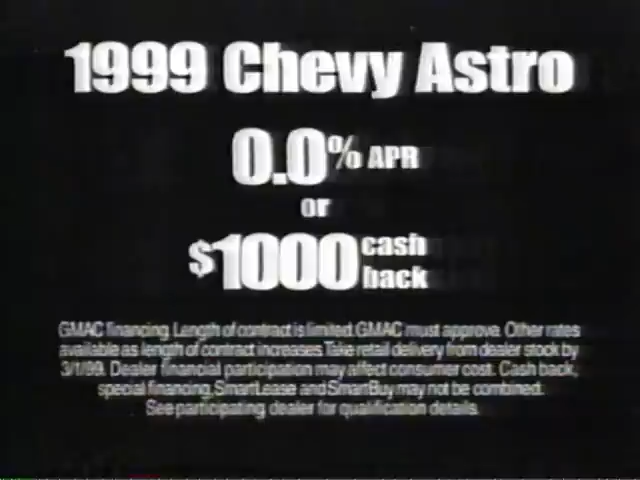 1999 Chevy Astro
0.0% APR
or
$1000 cash back
GMAC financing. Length of contract is limited. GMAC must approve. Other rates
available as length of contract increases. Take retail delivery from dealer stock by
3/1/99. Dealer financial participation may affect consumer cost. Cash back,
special financing, SmartLease and SmartBuy may not be combined.
See participating dealer for qualification details.